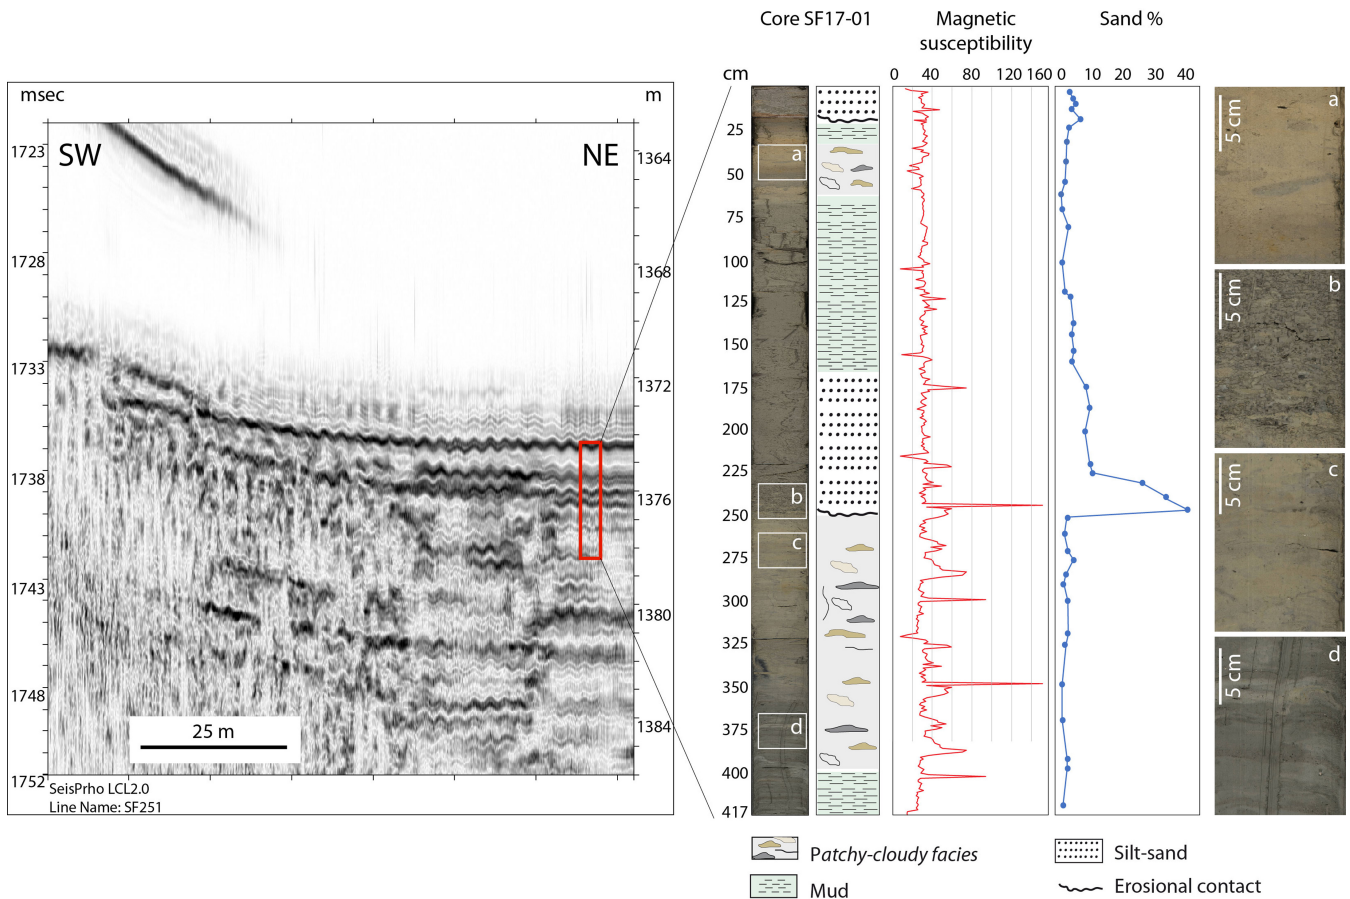 Core SF17-01
Magnetic
susceptibility
Sand %
cm
0 40 80 120 160
0 10 20 30 40
msec
m
SW
NE
1723
1728
1733
1738
1743
1748
1752
1364
1368
1372
1376
1380
1384
25 m
SeisPrho LCL2.0
Line Name: SF251
25
50
75
100
125
150
175
200
225
250
275
300
325
350
375
400
417
a
b
c
d
5 cm
a
5 cm
b
5 cm
c
5 cm
d
Patchy-cloudy facies
Mud
Silt-sand
Erosional contact